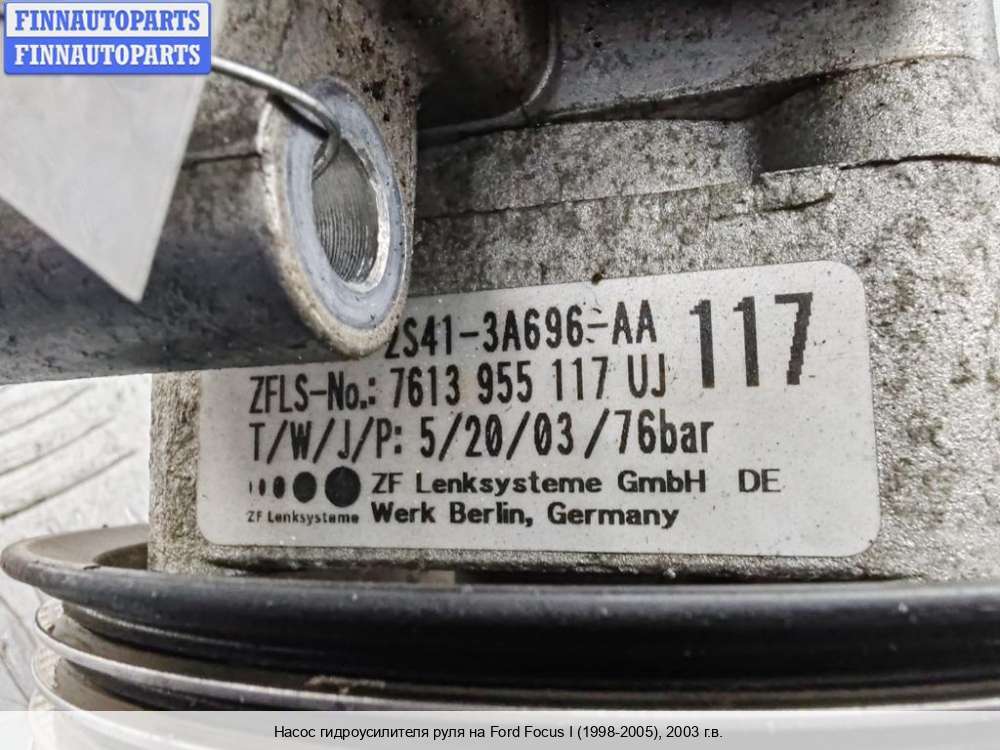 FINNAUTOPARTS
FINNAUTOPARTS
2S41-3A696-AA
117
ZFLS-No.: 7613 955 117 UJ
T/W/J/P: 5/20/03/76bar
ZF Lenksysteme GmbH DE
ZF Lenksysteme
Werk Berlin, Germany
Насос гидроусилителя руля на Ford Focus I (1998-2005), 2003 г.в.